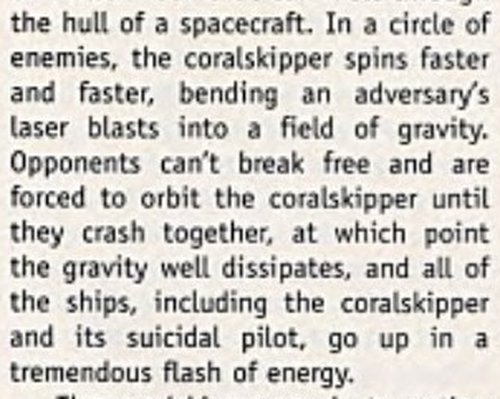 the hull of a spacecraft. In a circle of
enemies, the coralskipper spins faster
and faster, bending an adversary's
laser blasts into a field of gravity.
Opponents can't break free and are
forced to orbit the coralskipper until
they crash together, at which point
the gravity well dissipates, and all of
the ships, including the coralskipper
and its suicidal pilot, go up in a
tremendous flash of energy.